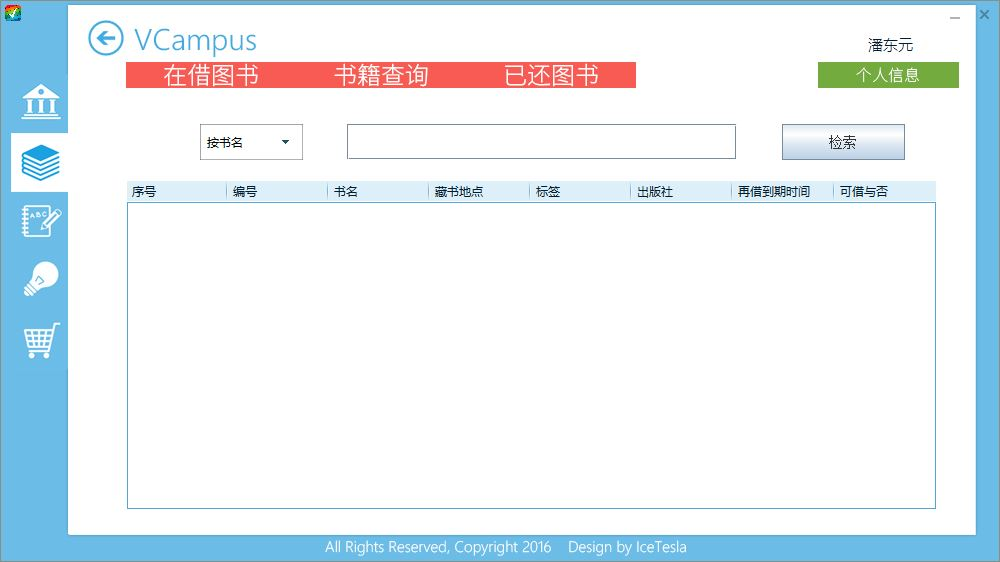 VCampus
潘东元
在借图书 书籍查询 已还图书
个人信息
按书名
检索
序号 编号 书名 藏书地点 标签 出版社 再借到期时间 可借与否
ABC
All Rights Reserved, Copyright 2016 Design by IceTesla